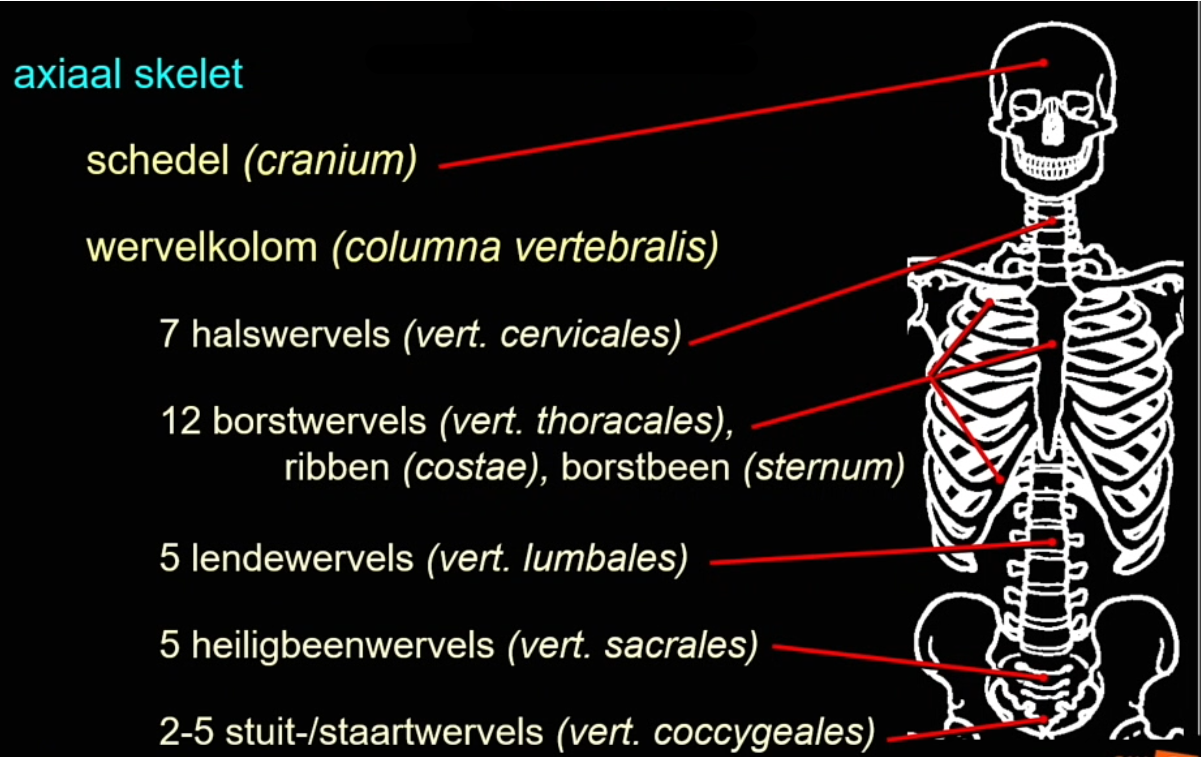 axiaal skelet
schedel (cranium)
wervelkolom (columna vertebralis)
7 halswervels (vert. cervicales)
12 borstwervels (vert. thoracales),
ribben (costae), borstbeen (sternum)
5 lendewervels (vert. lumbales)
5 heiligbeenwervels (vert. sacrales)
2-5 stuit-/staartwervels (vert. coccygeales)